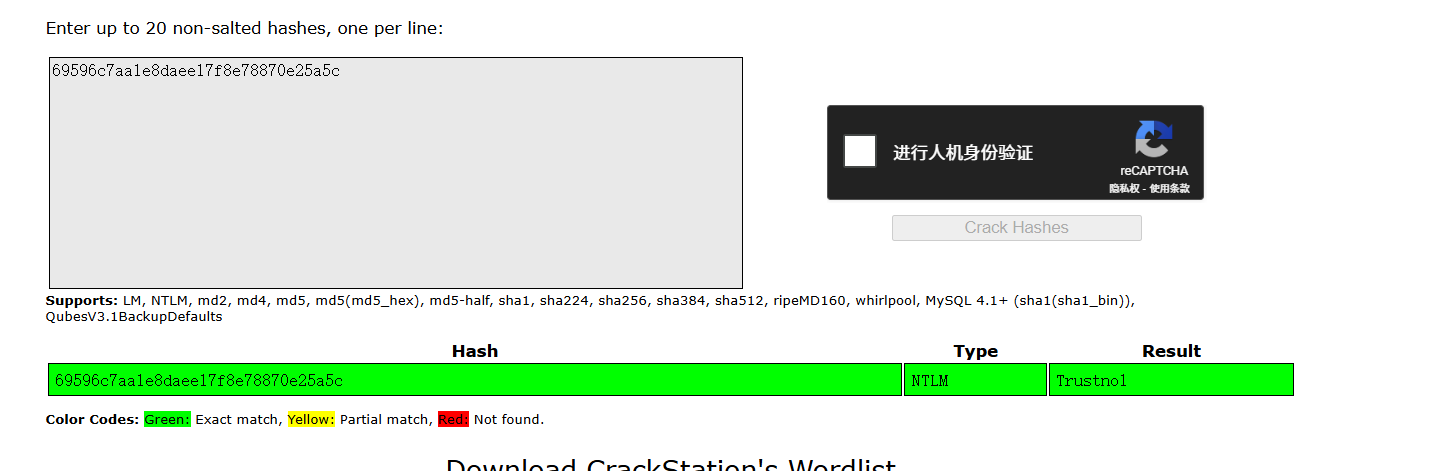 Enter up to 20 non-salted hashes, one per line:
69596c7aa1e8daee17f8e78870e25a5c
进行人机身份验证
reCAPTCHA
隐私权 - 使用条款
Crack Hashes
Supports: LM, NTLM, md2, md4, md5, md5(md5_hex), md5-half, sha1, sha224, sha256, sha384, sha512, ripeMD160, whirlpool, MySQL 4.1+ (sha1(sha1_bin)),
QubesV3.1BackupDefaults
Hash Type Result
69596c7aa1e8daee17f8e78870e25a5c NTLM Trustno1
Color Codes: Green: Exact match, Yellow: Partial match, Red: Not found.
Download CrackStation's Wordlist